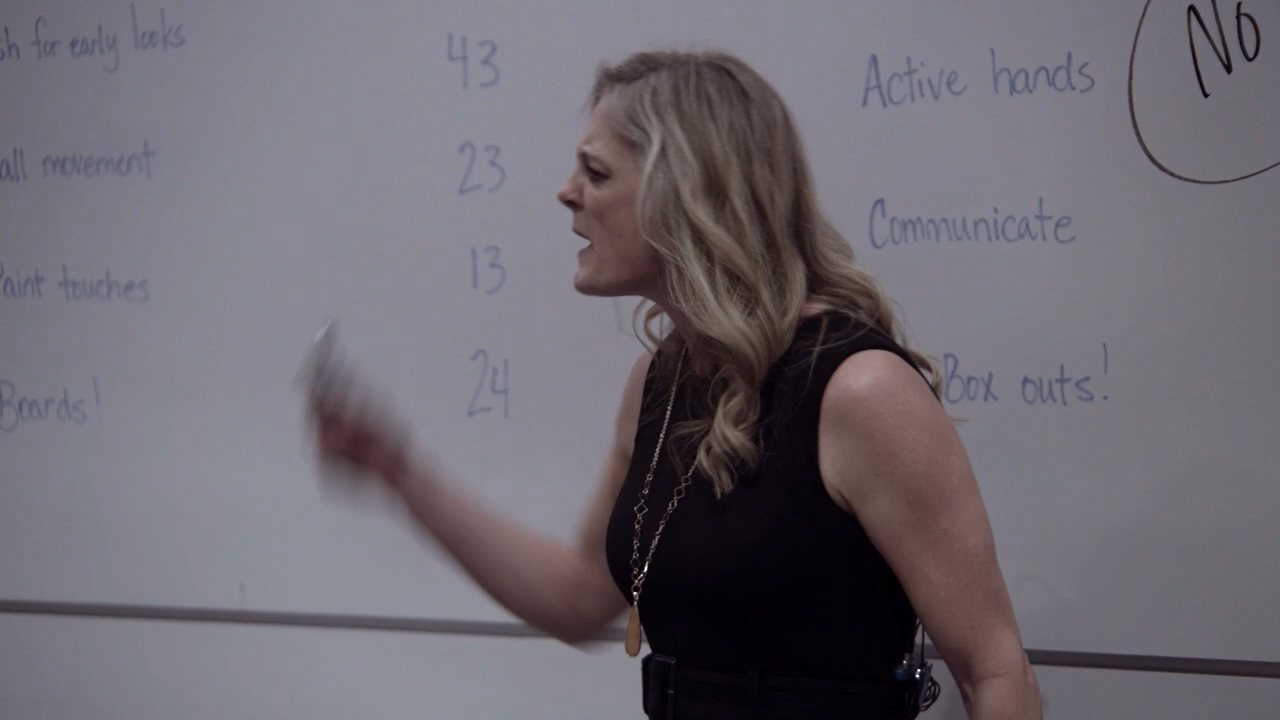 sh for early looks
all movement
Paint touches
Boards!
43
23
13
24
Active hands
Communicate
Box outs!
No